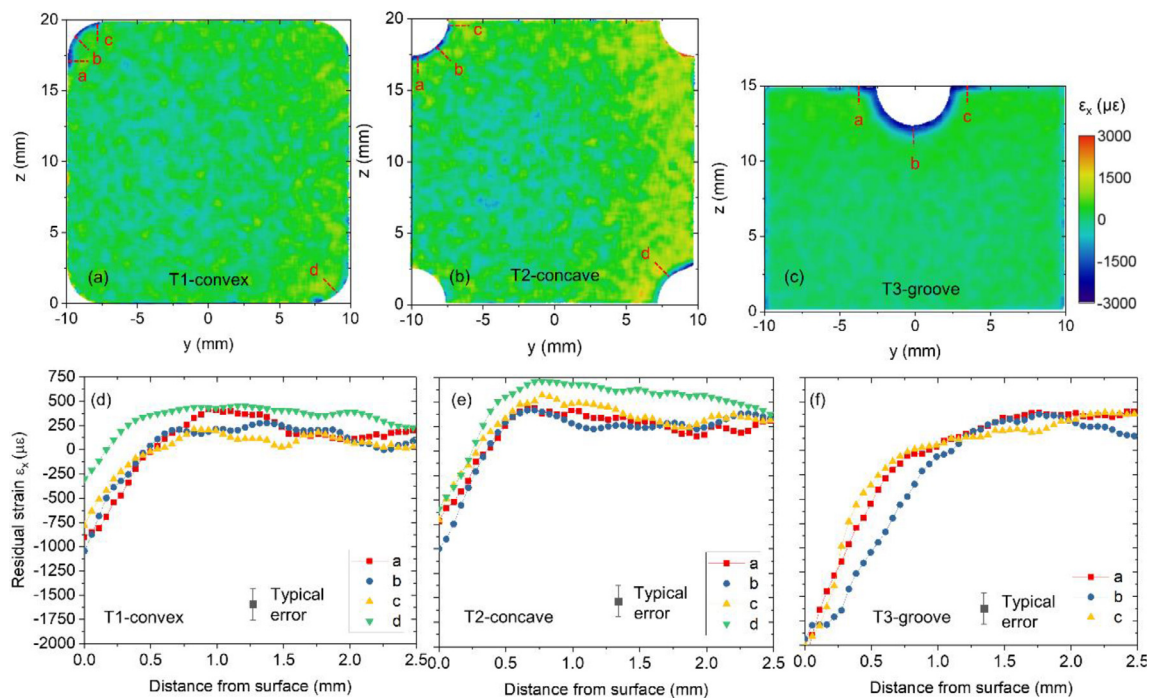 20
15
10
5
0
z (mm)
a
b
c
d
(a)
T1-convex
-10
-5
0
5
10
y (mm)
20
15
10
5
0
z (mm)
a
b
c
d
(b)
T2-concave
-10
-5
0
5
10
y (mm)
15
10
5
0
z (mm)
a
b
c
(c)
T3-groove
-10
-5
0
5
10
y (mm)
εₓ (με)
3000
1500
0
-1500
-3000
Residual strain εₓ (με)
750
500
250
0
-250
-500
-750
-1000
-1250
-1500
-1750
-2000
(d)
a
b
c
d
Typical
error
T1-convex
0.0 0.5 1.0 1.5 2.0 2.5
Distance from surface (mm)
(e)
a
b
c
d
Typical
error
T2-concave
0.0 0.5 1.0 1.5 2.0 2.5
Distance from surface (mm)
(f)
a
b
c
Typical
error
T3-groove
0.0 0.5 1.0 1.5 2.0 2.5
Distance from surface (mm)